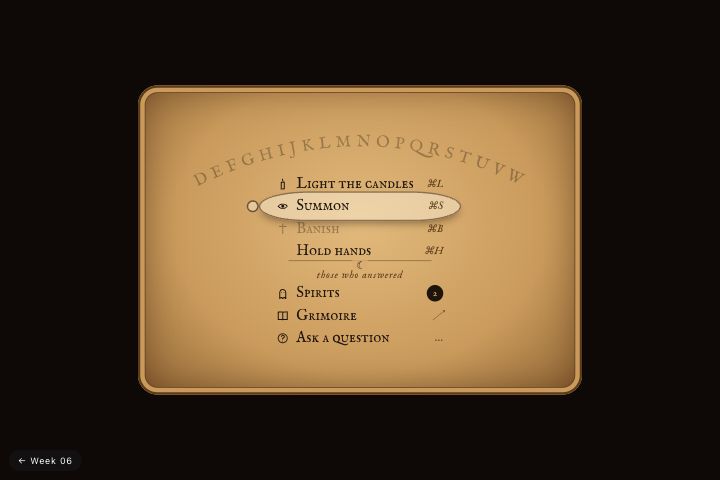 DEFGHIJKLMNOPQRSTUVW
Light the candles ⌘L
Summon ⌘S
Banish ⌘B
Hold hands ⌘H
those who answered
Spirits 2
Grimoire
Ask a question ...
← Week 06